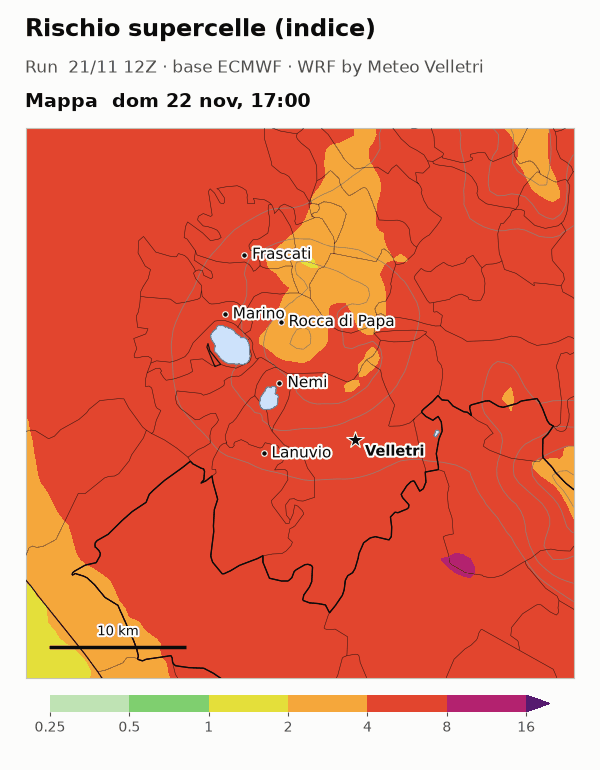 Rischio supercelle (indice)
Run  21/11 12Z · base ECMWF · WRF by Meteo Velletri
Mappa  dom 22 nov, 17:00
Frascati
Marino
Rocca di Papa
Nemi
Velletri
Lanuvio
10 km
0.25 0.5 1 2 4 8 16